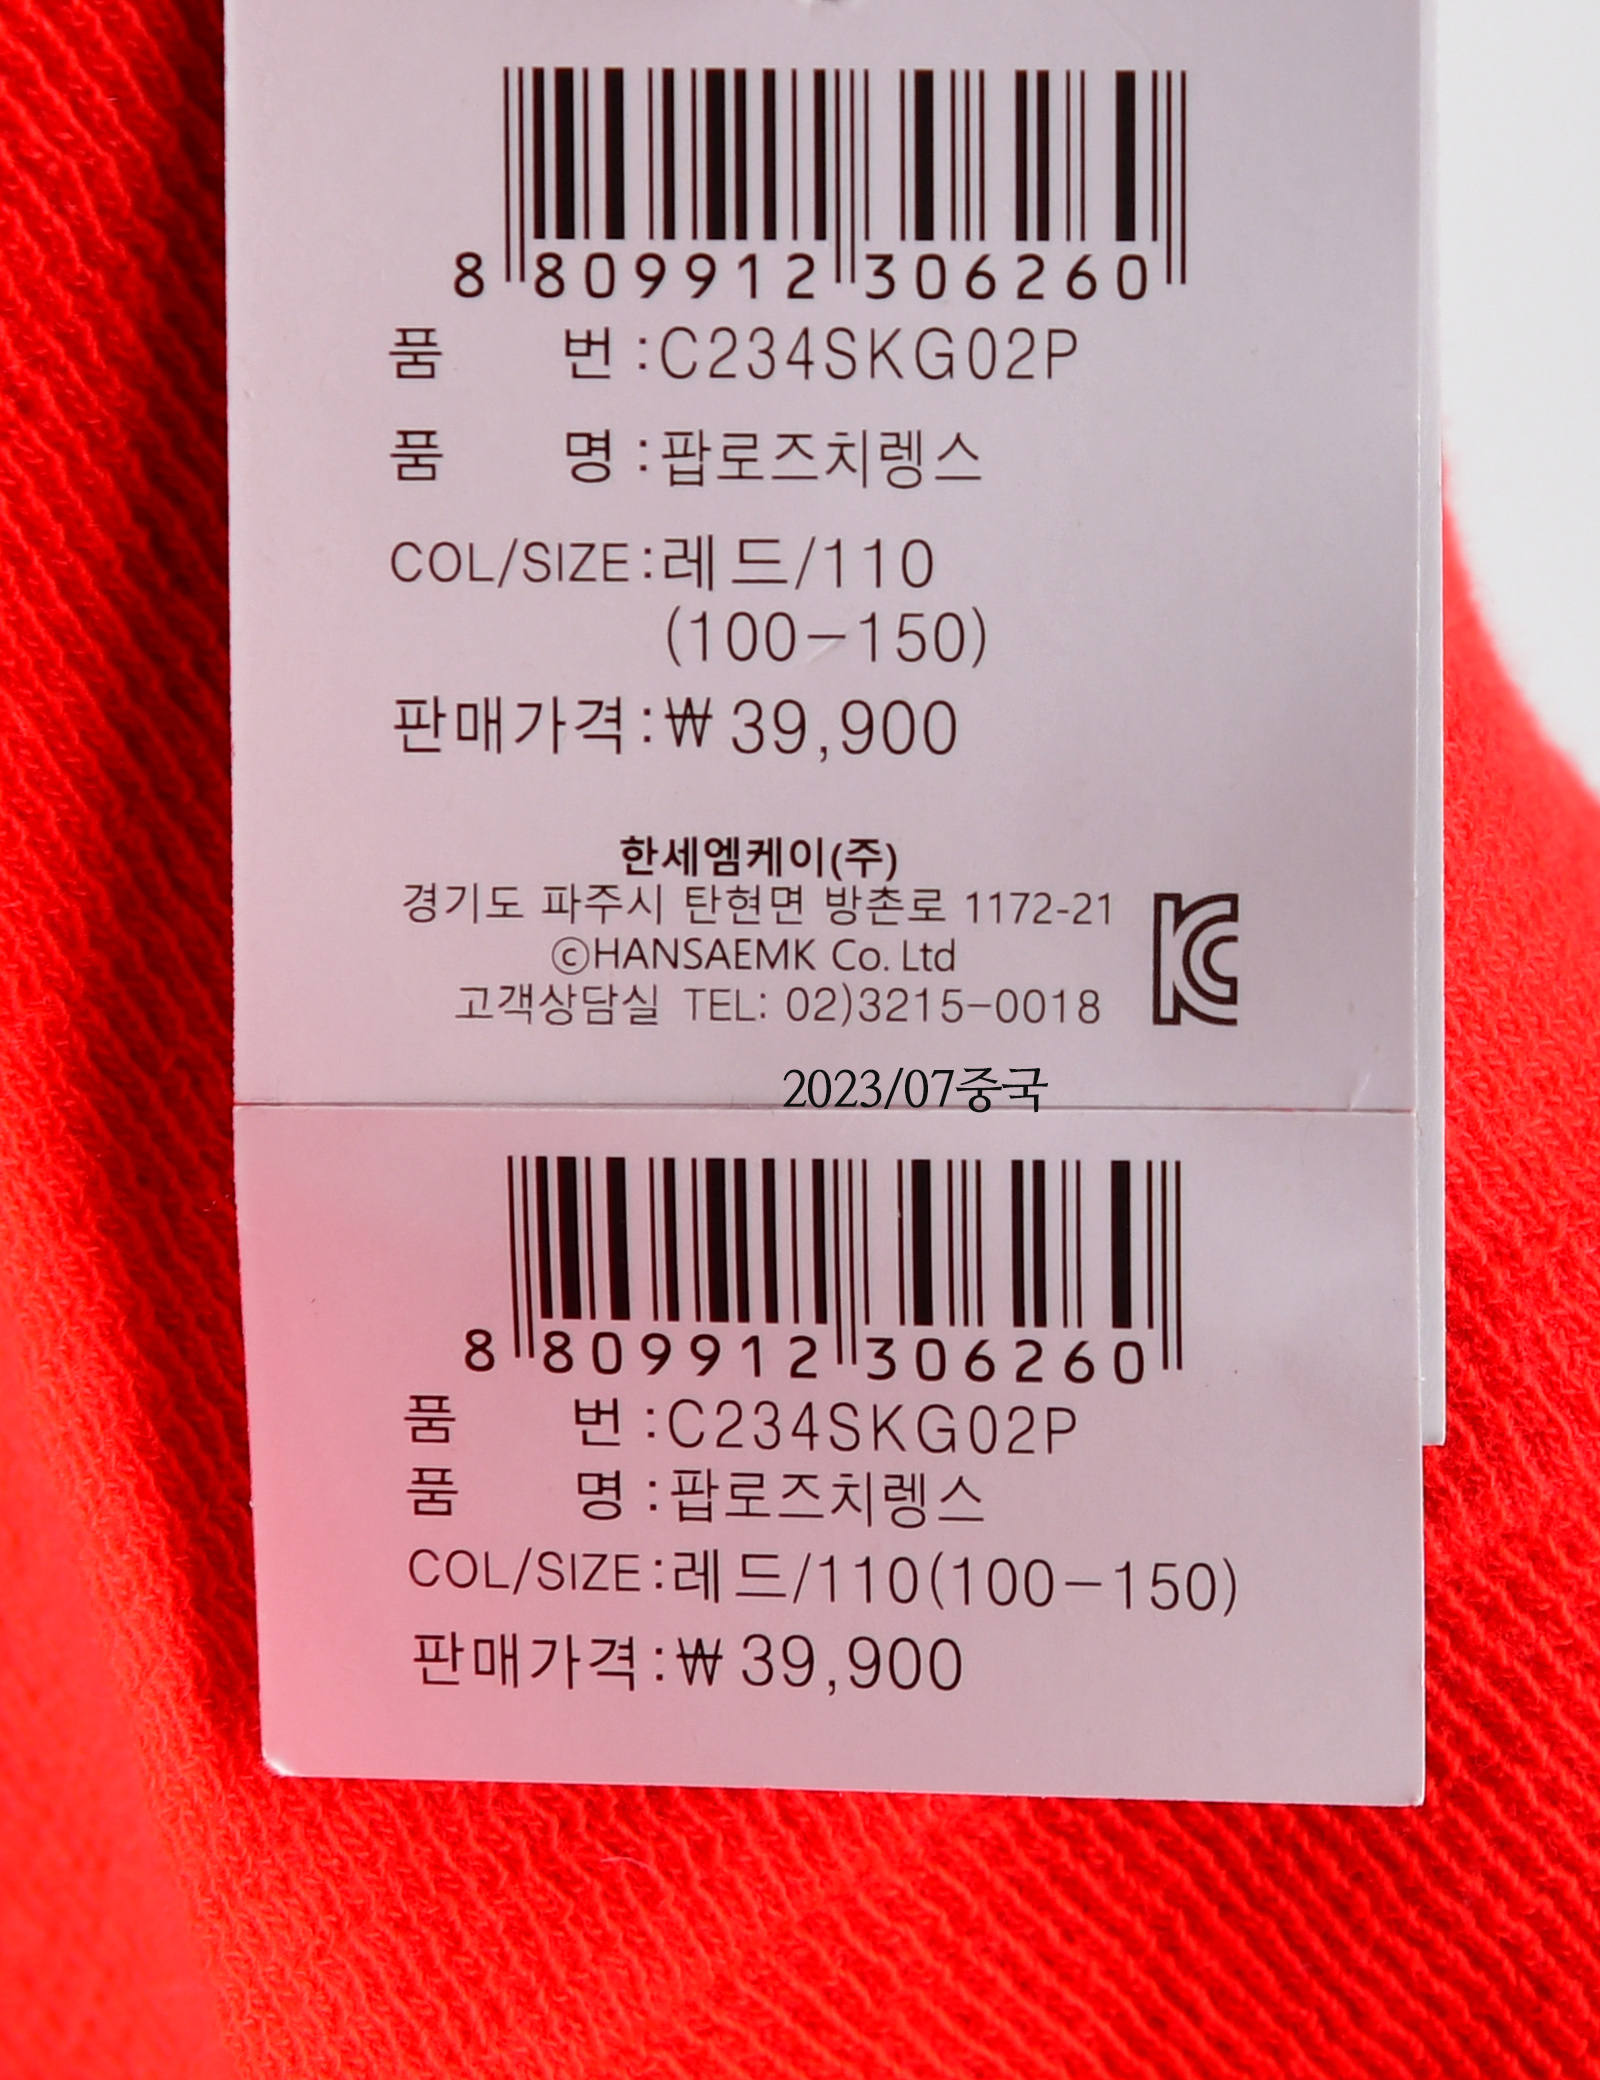 8 809912 306260
품 번 :C234SKG02P
품 명 :팝로즈치렝스
COL/SIZE:레드/110
(100-150)
판매가격:₩ 39,900
한세엠케이(주)
경기도 파주시 탄현면 방촌로 1172-21
ⓒHANSAEMK Co. Ltd
고객상담실 TEL: 02)3215-0018
2023/07중국
8 809912 306260
품 번 :C234SKG02P
품 명 :팝로즈치렝스
COL/SIZE:레드/110(100-150)
판매가격:₩ 39,900